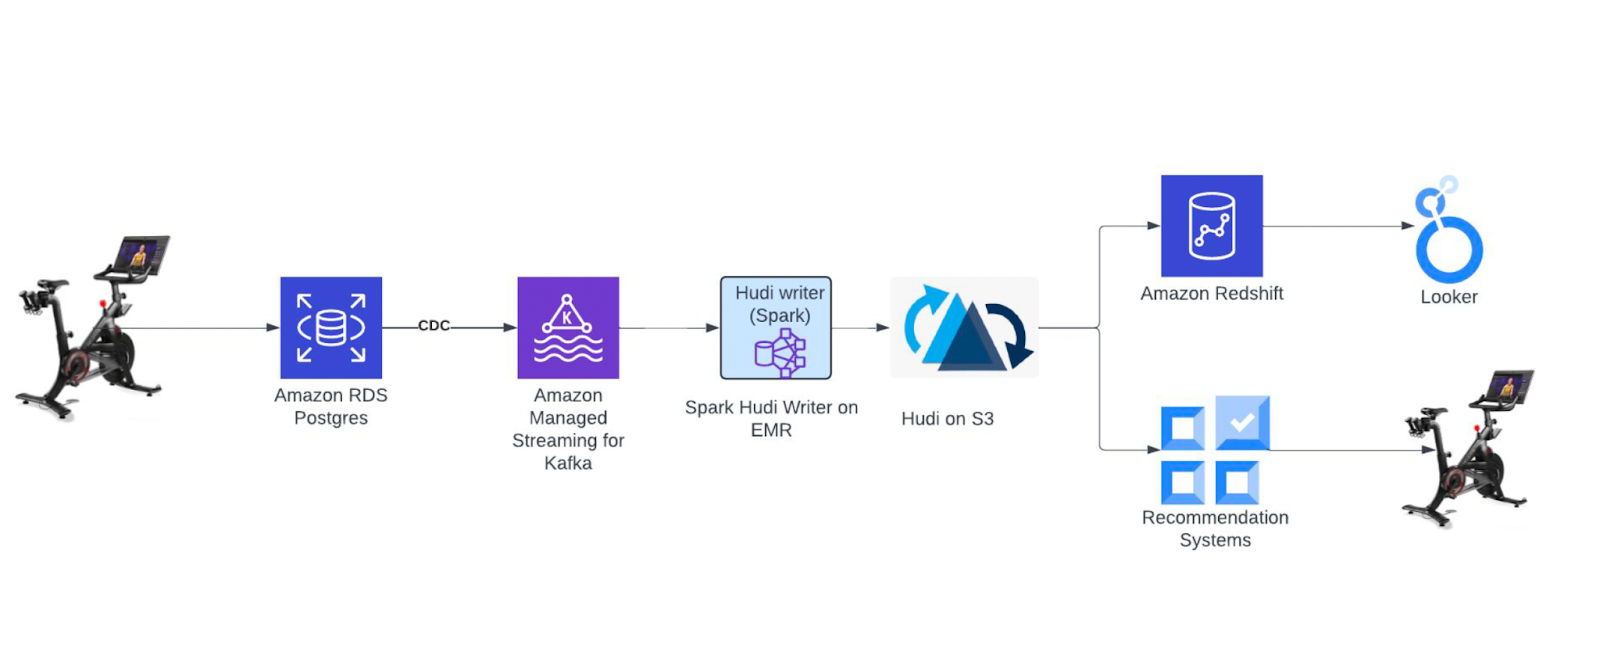 Amazon RDS
Postgres
CDC
K
Amazon
Managed
Streaming for
Kafka
Hudi writer
(Spark)
Spark Hudi Writer on
EMR
Hudi on S3
Amazon Redshift
Looker
Recommendation
Systems